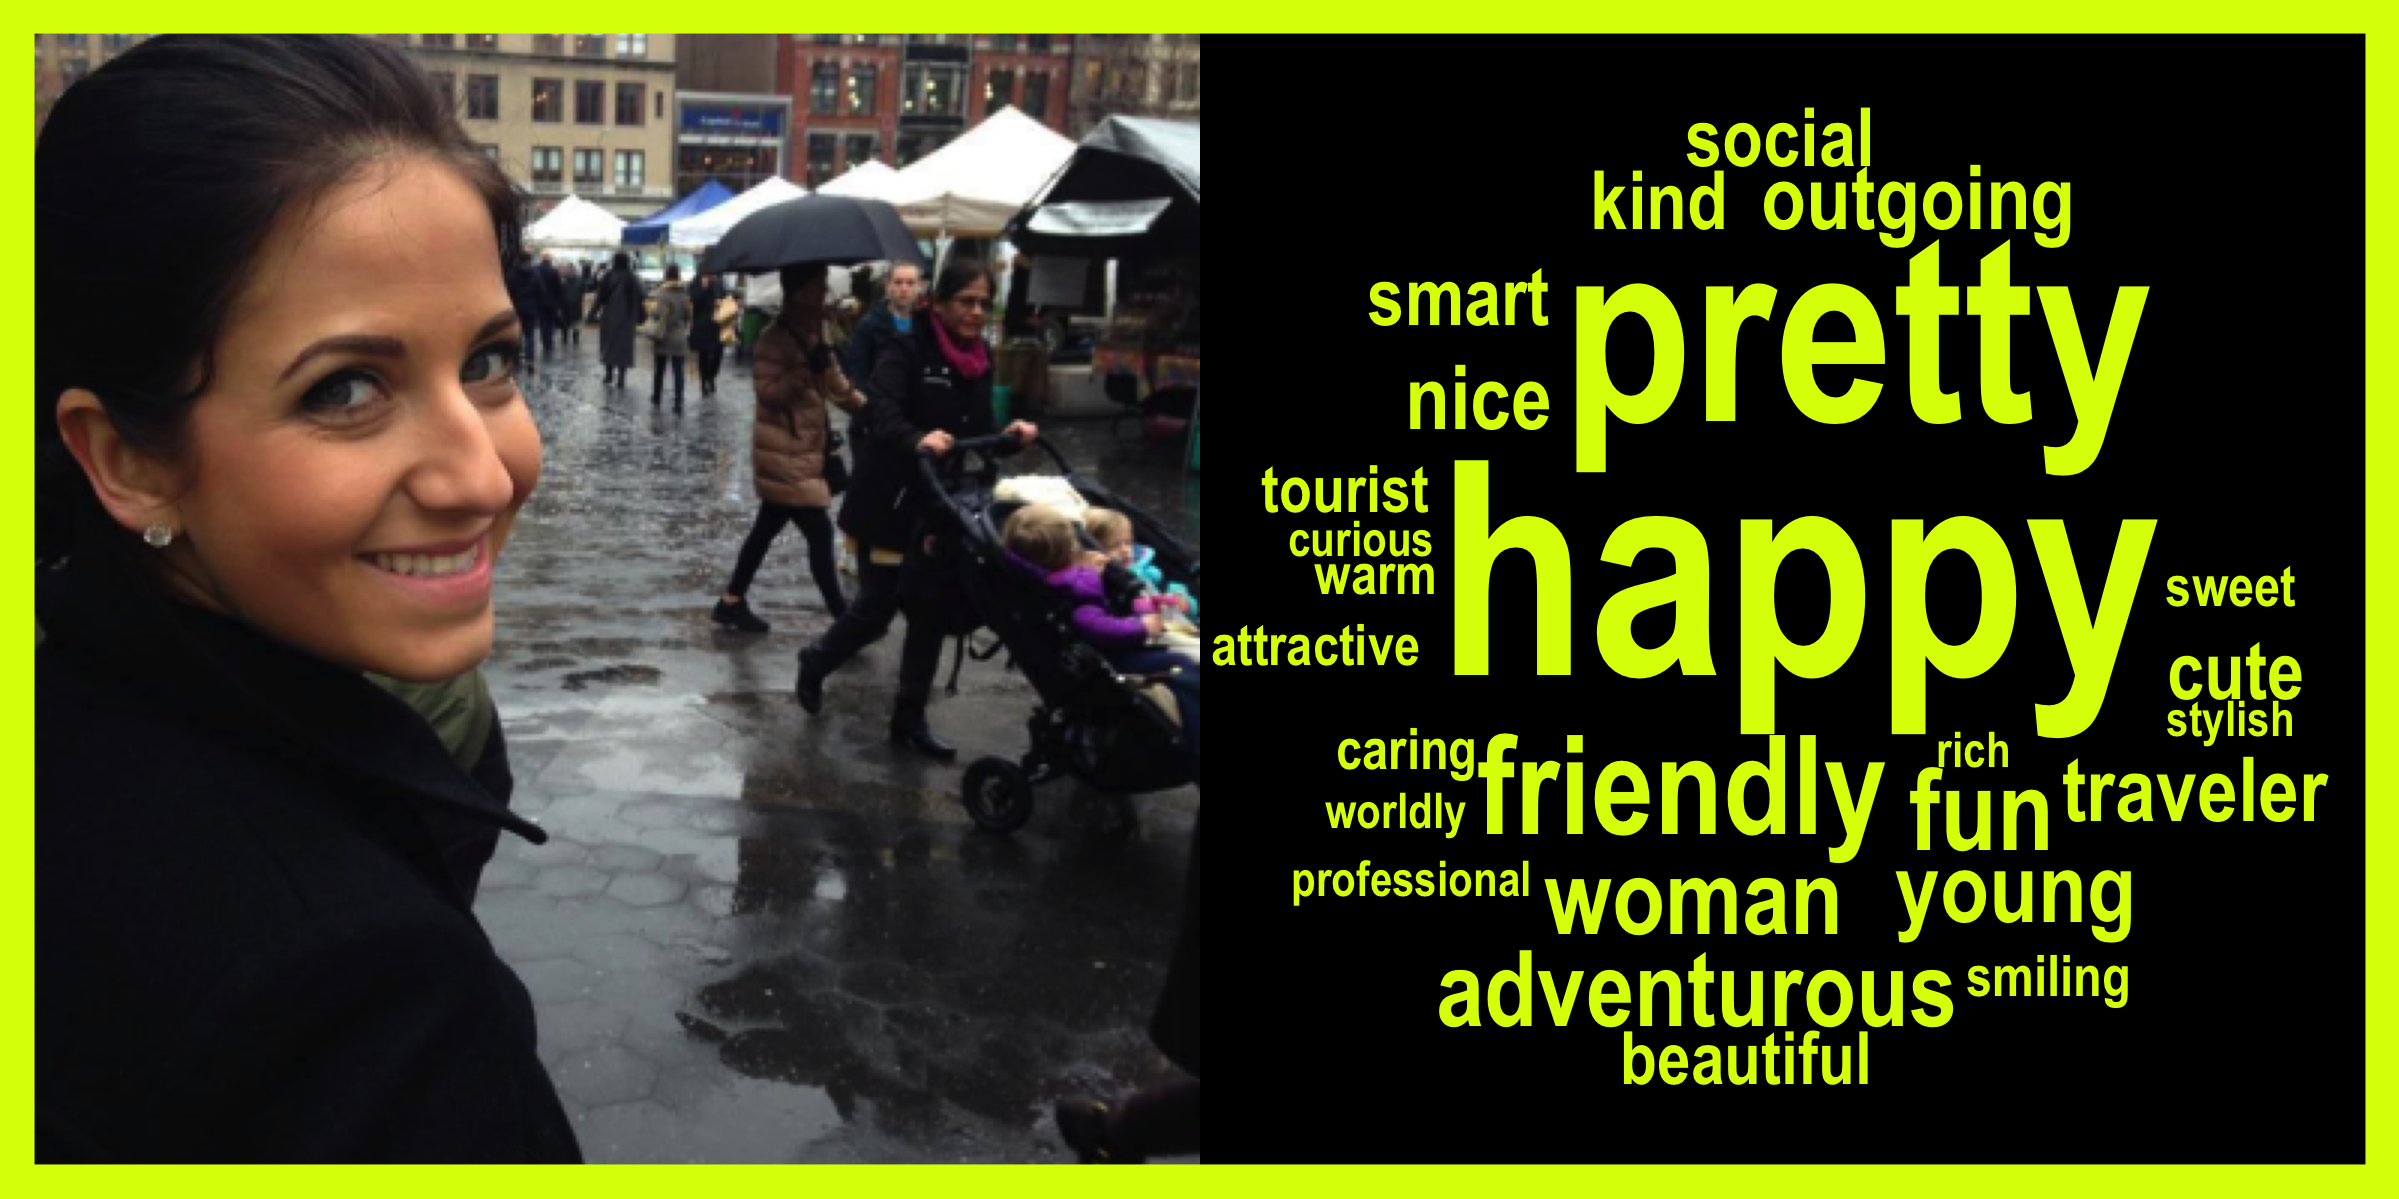 social
kind outgoing
smart pretty
nice
tourist
curious
warm
happy
sweet
attractive
cute
stylish
caring friendly rich
worldly fun traveler
professional woman young
adventurous smiling
beautiful